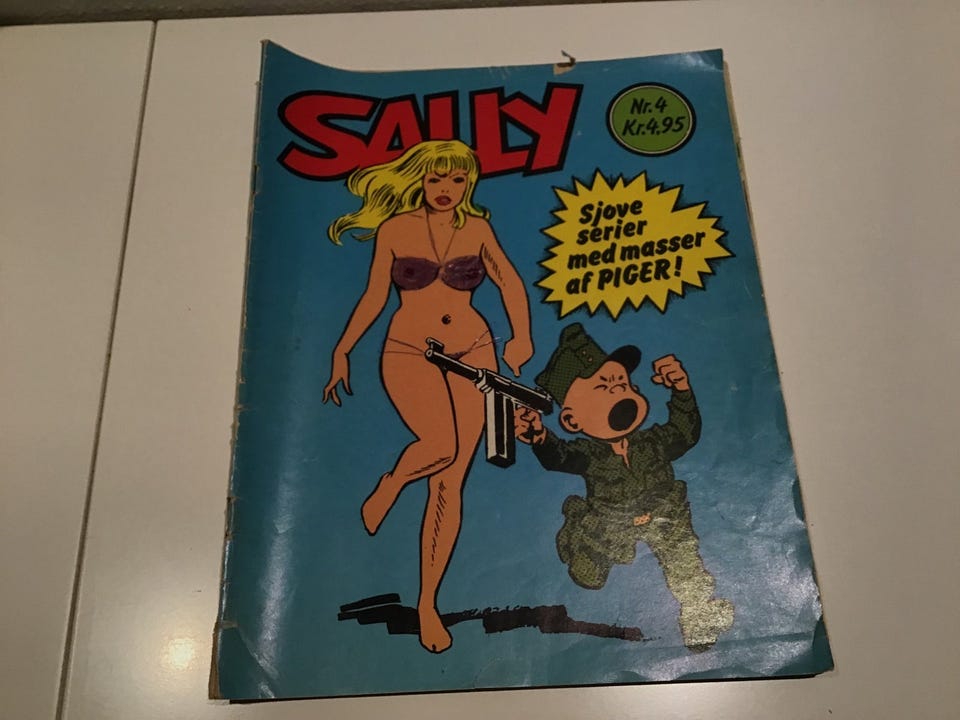 SALLY
Nr.4
Kr.4.95
Sjove
serier
med masser
af PIGER!